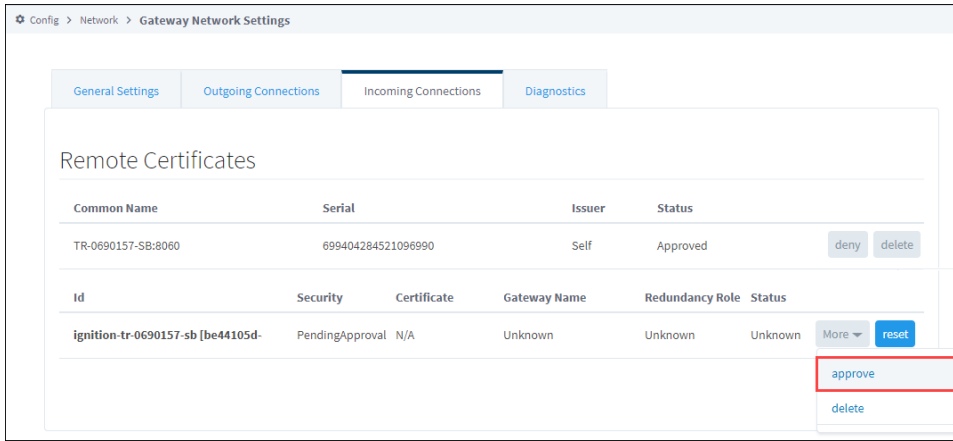 Config > Network > Gateway Network Settings
General Settings Outgoing Connections Incoming Connections Diagnostics
Remote Certificates
Common Name Serial Issuer Status
TR-0690157-SB:8060 699404284521096990 Self Approved deny delete
Id Security Certificate Gateway Name Redundancy Role Status
ignition-tr-0690157-sb [be44105d- PendingApproval N/A Unknown Unknown Unknown More reset
approve
delete